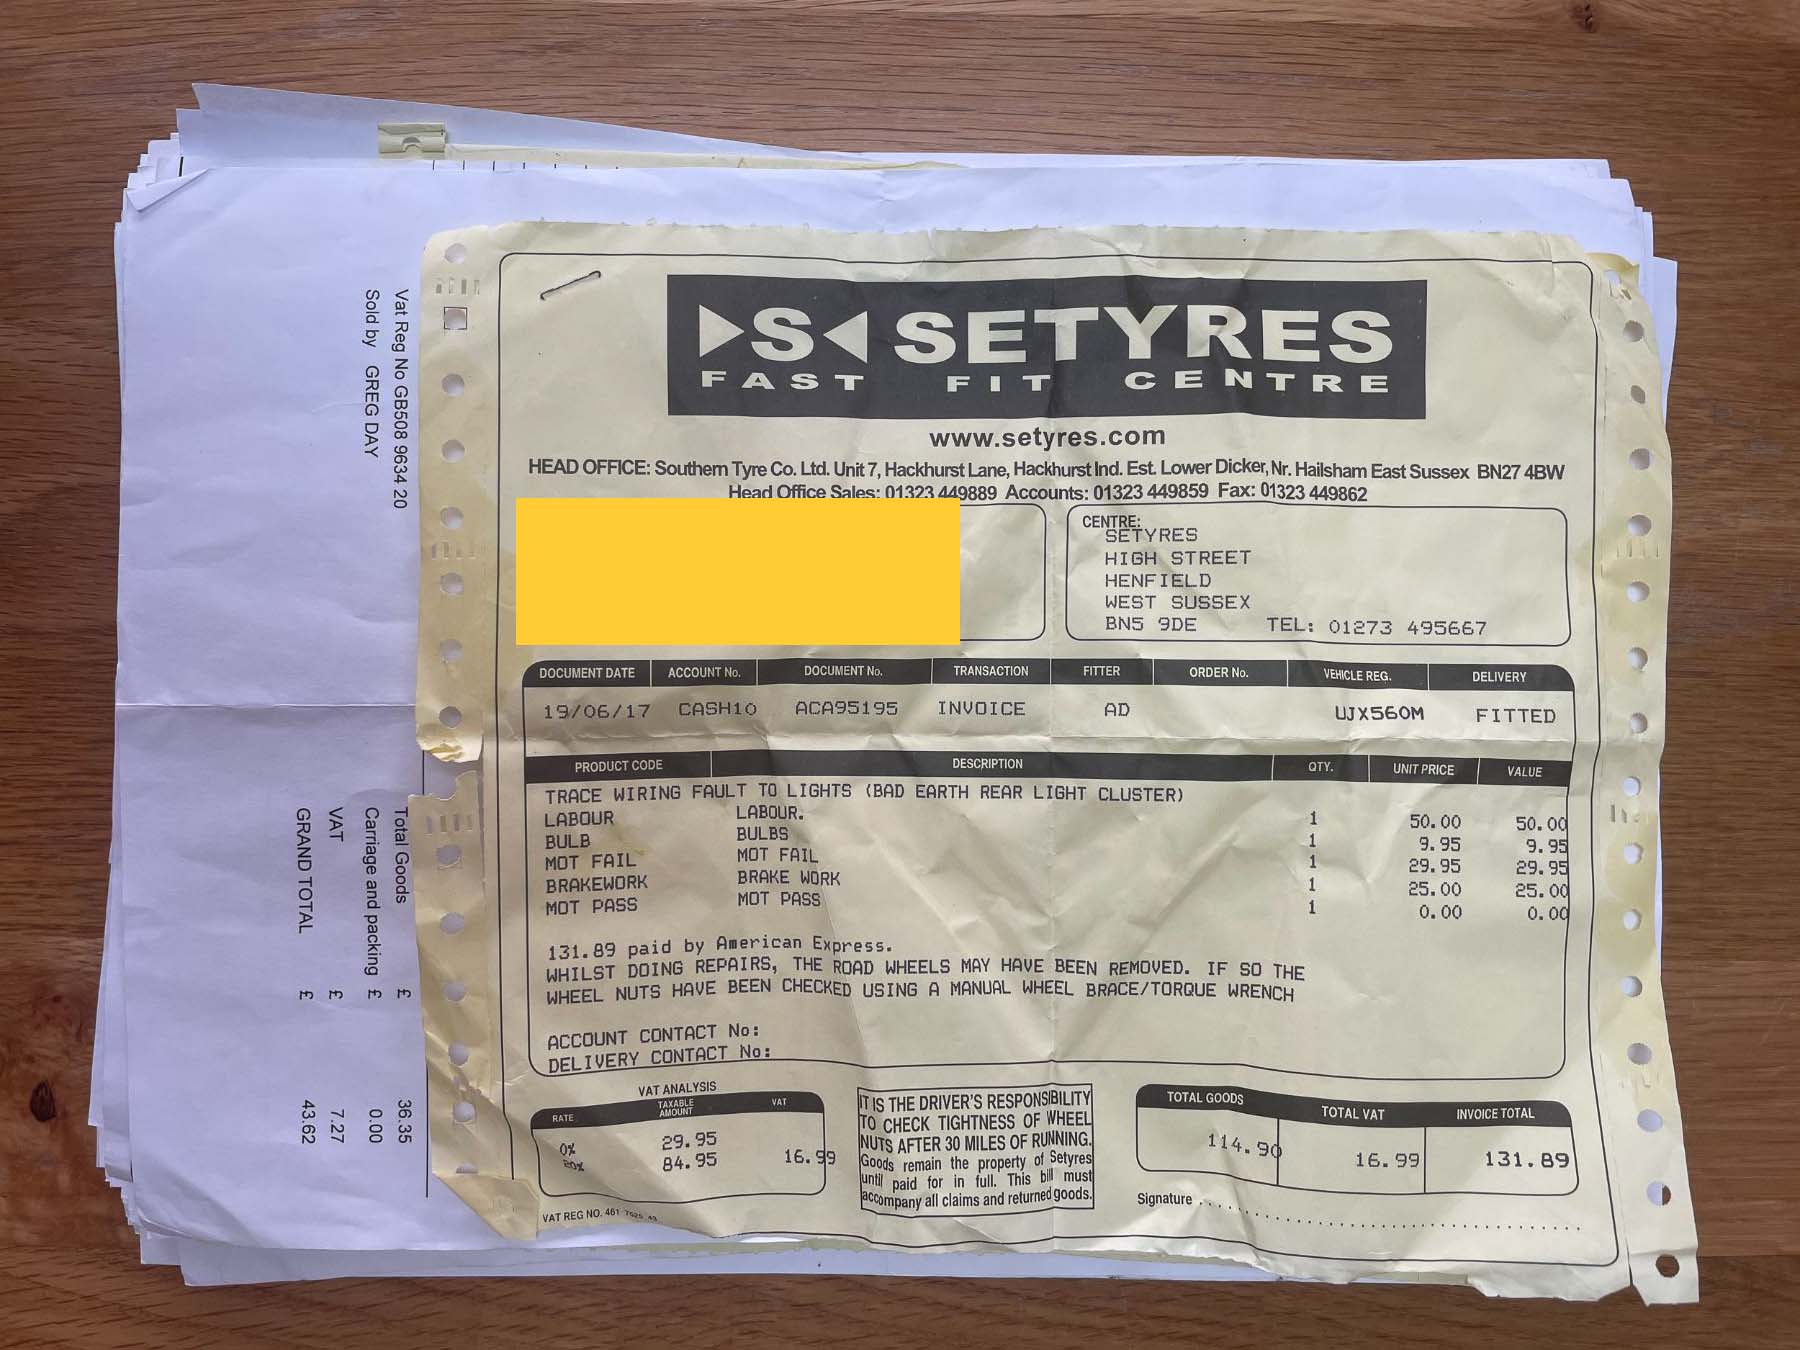 Vat Reg No GB508 9634 20
Sold by GREG DAY
Total Goods £ 36.35
Carriage and packing £ 0.00
VAT £ 7.27
GRAND TOTAL £ 43.62
S SETYRES
FAST FIT CENTRE
www.setyres.com
HEAD OFFICE: Southern Tyre Co. Ltd. Unit 7, Hackhurst Lane, Hackhurst Ind. Est. Lower Dicker, Nr. Hailsham East Sussex BN27 4BW
Head Office Sales: 01323 449889 Accounts: 01323 449859 Fax: 01323 449862
CENTRE:
SETYRES
HIGH STREET
HENFIELD
WEST SUSSEX
BN5 9DE TEL: 01273 495667
DOCUMENT DATE ACCOUNT No. DOCUMENT No. TRANSACTION FITTER ORDER No. VEHICLE REG. DELIVERY
19/06/17 CASH10 ACA95195 INVOICE AD UJX560M FITTED
PRODUCT CODE DESCRIPTION QTY. UNIT PRICE VALUE
TRACE WIRING FAULT TO LIGHTS (BAD EARTH REAR LIGHT CLUSTER)
LABOUR LABOUR. 1 50.00 50.00
BULB BULBS 1 9.95 9.95
MOT FAIL MOT FAIL 1 29.95 29.95
BRAKEWORK BRAKE WORK 1 25.00 25.00
MOT PASS MOT PASS 1 0.00 0.00
131.89 paid by American Express.
WHILST DOING REPAIRS, THE ROAD WHEELS MAY HAVE BEEN REMOVED. IF SO THE
WHEEL NUTS HAVE BEEN CHECKED USING A MANUAL WHEEL BRACE/TORQUE WRENCH
ACCOUNT CONTACT No:
DELIVERY CONTACT No:
VAT ANALYSIS
RATE TAXABLE AMOUNT VAT
0% 29.95
20% 84.95 16.99
VAT REG NO. 461
IT IS THE DRIVER'S RESPONSIBILITY
TO CHECK TIGHTNESS OF WHEEL
NUTS AFTER 30 MILES OF RUNNING.
Goods remain the property of Setyres
until paid for in full. This bill must
accompany all claims and returned goods.
TOTAL GOODS TOTAL VAT INVOICE TOTAL
114.90 16.99 131.89
Signature